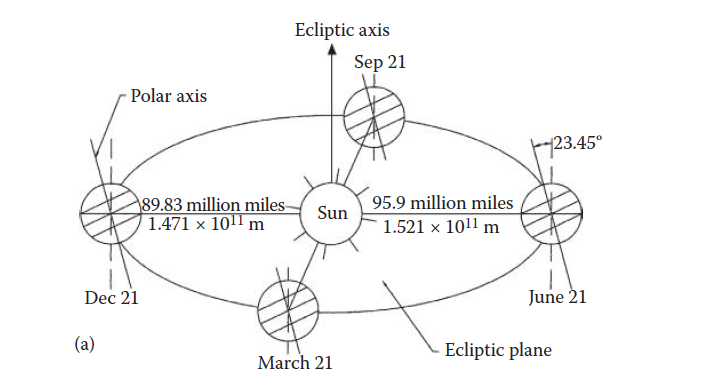 Ecliptic axis
Sep 21
Polar axis
23.45°
89.83 million miles
1.471 × 10¹¹ m
Sun
95.9 million miles
1.521 × 10¹¹ m
Dec 21
June 21
(a)
March 21
Ecliptic plane